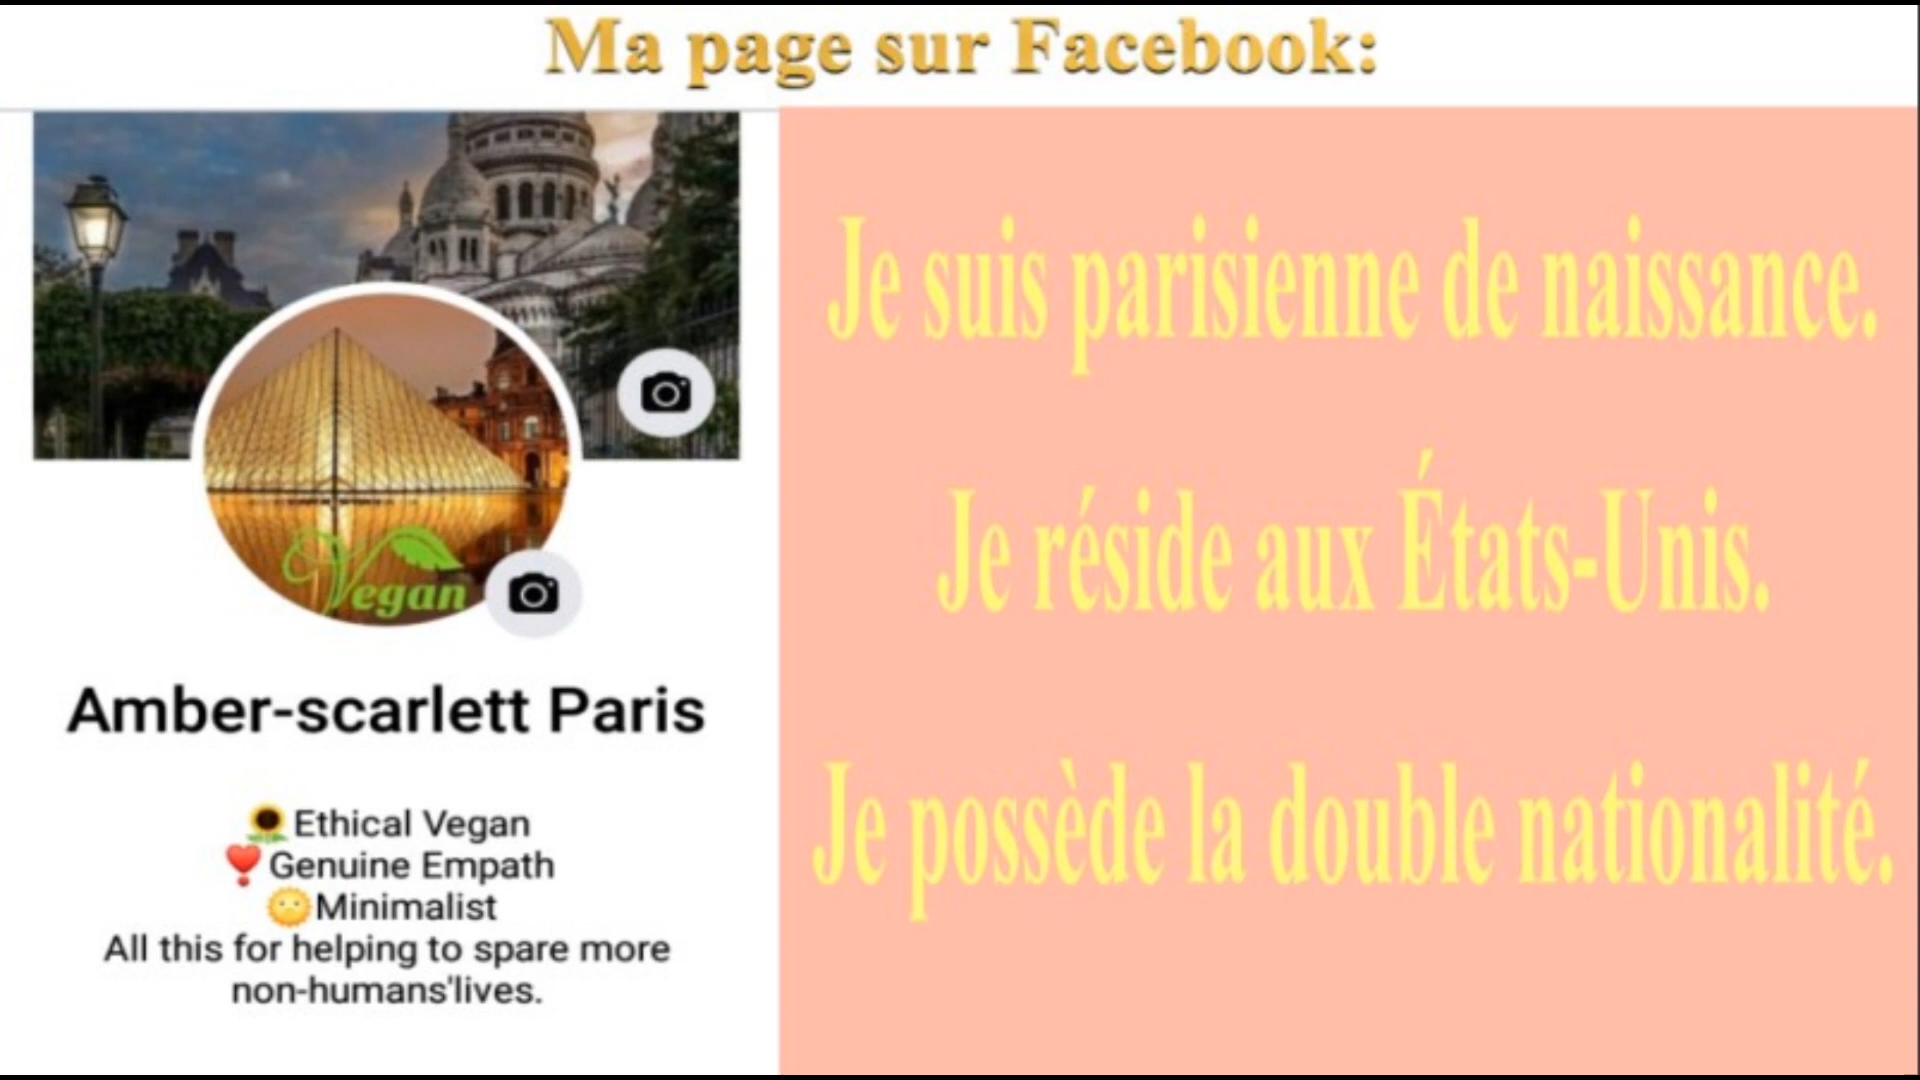 Ma page sur Facebook:
Vegan
Amber-scarlett Paris
🌻Ethical Vegan
❣️Genuine Empath
🌞Minimalist
All this for helping to spare more
non-humans'lives.
Je suis parisienne de naissance.
Je réside aux États-Unis.
Je possède la double nationalité.